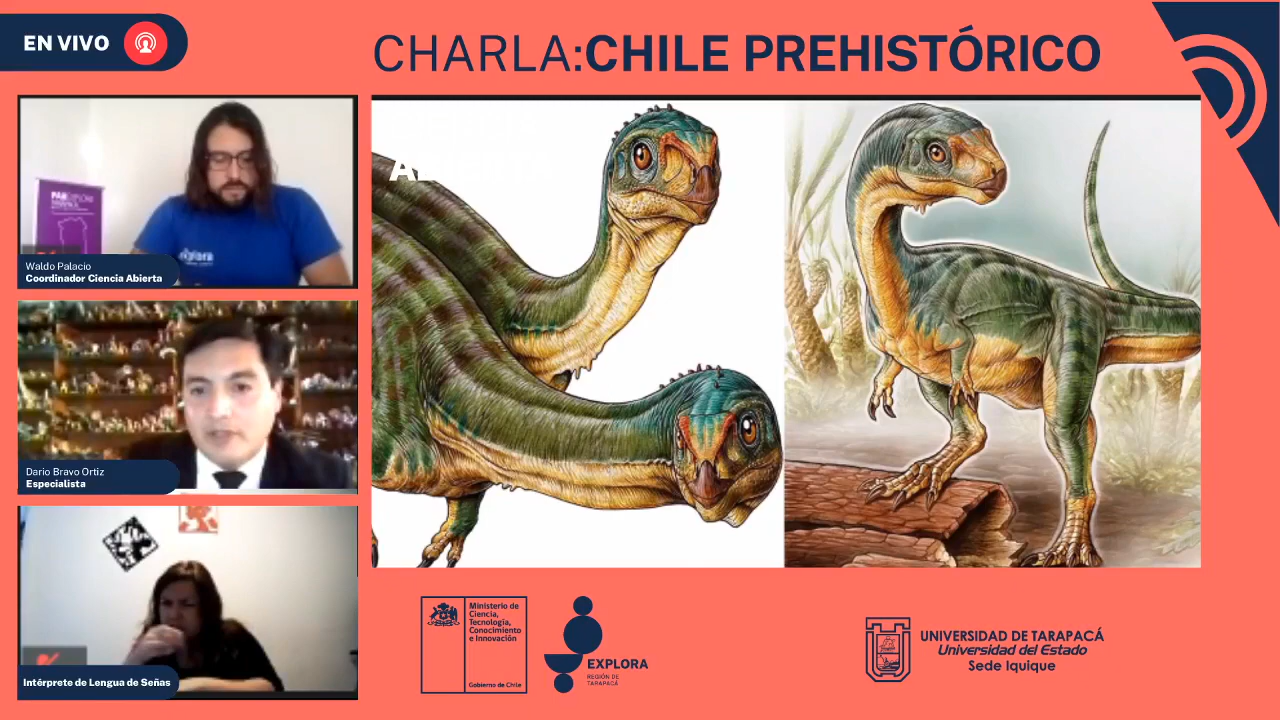 EN VIVO
CHARLA:CHILE PREHISTÓRICO
Waldo Palacio
Coordinador Ciencia Abierta
Dario Bravo Ortiz
Especialista
Intérprete de Lengua de Señas
Ministerio de
Ciencia,
Tecnología,
Conocimiento
e Innovación
Gobierno de Chile
EXPLORA
REGIÓN DE
TARAPACÁ
UNIVERSIDAD DE TARAPACÁ
Universidad del Estado
Sede Iquique